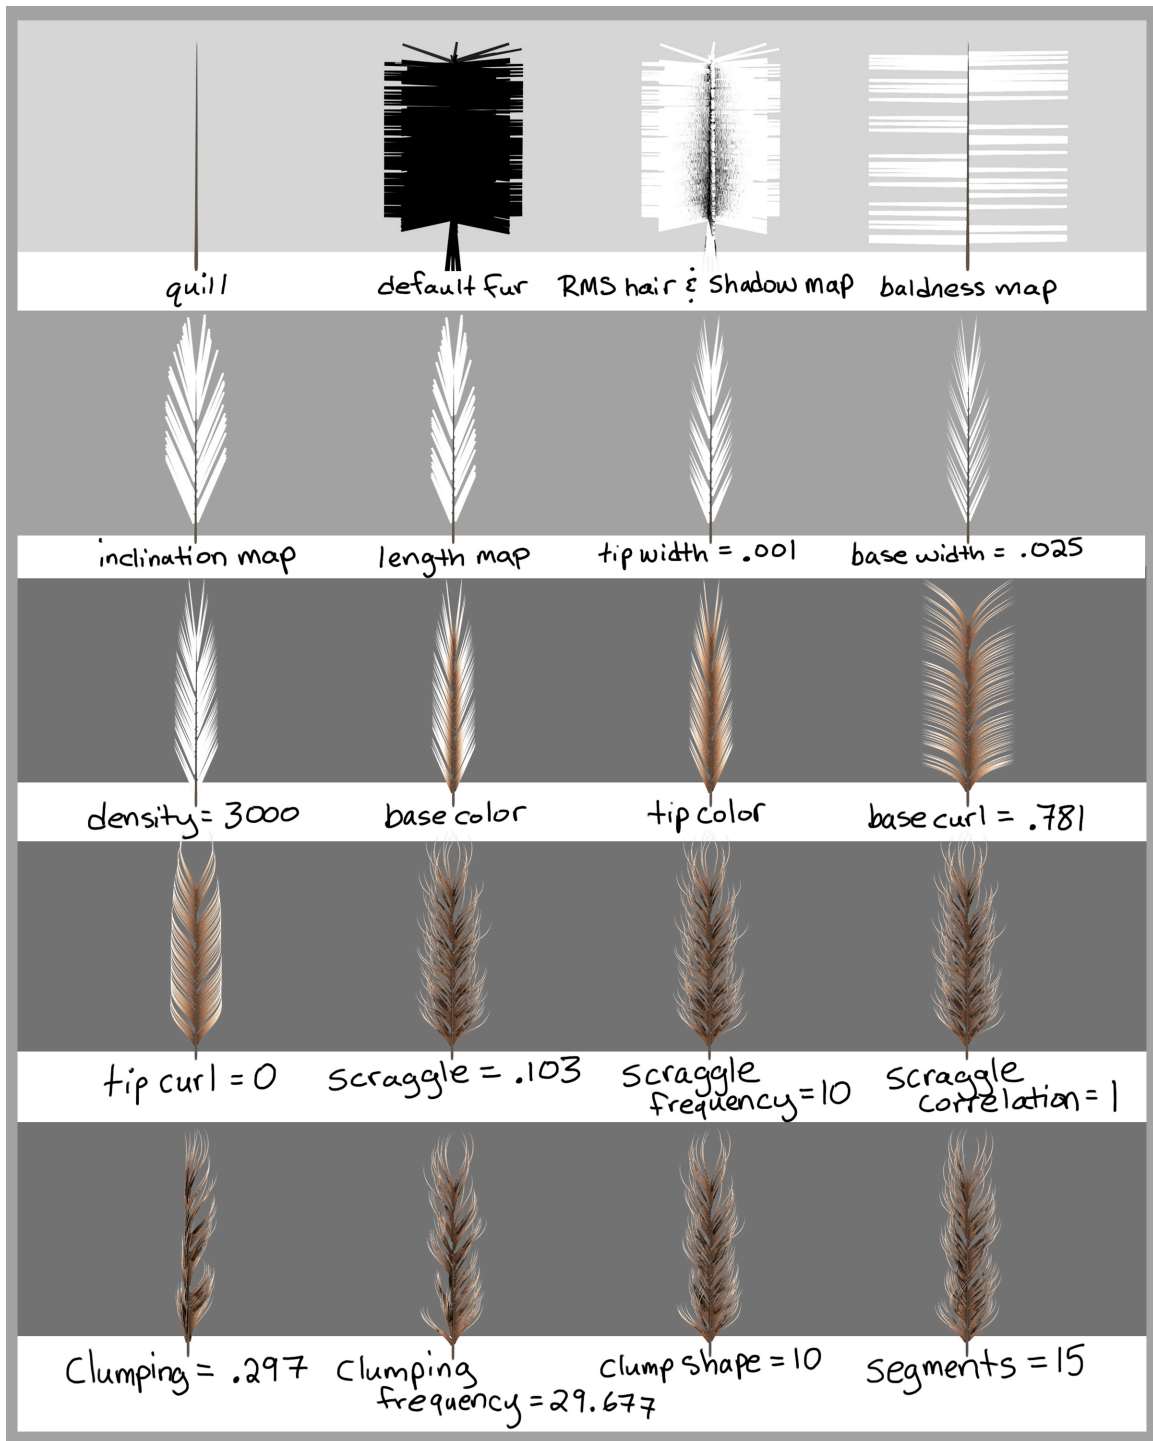 quill
default fur
RMS hair & shadow map
baldness map
inclination map
length map
tip width = .001
base width = .025
density = 3000
base color
tip color
base curl = .781
tip curl = 0
scraggle = .103
scraggle
frequency = 10
scraggle
correlation = 1
Clumping = .297
Clumping
frequency = 29.677
clump shape = 10
segments = 15